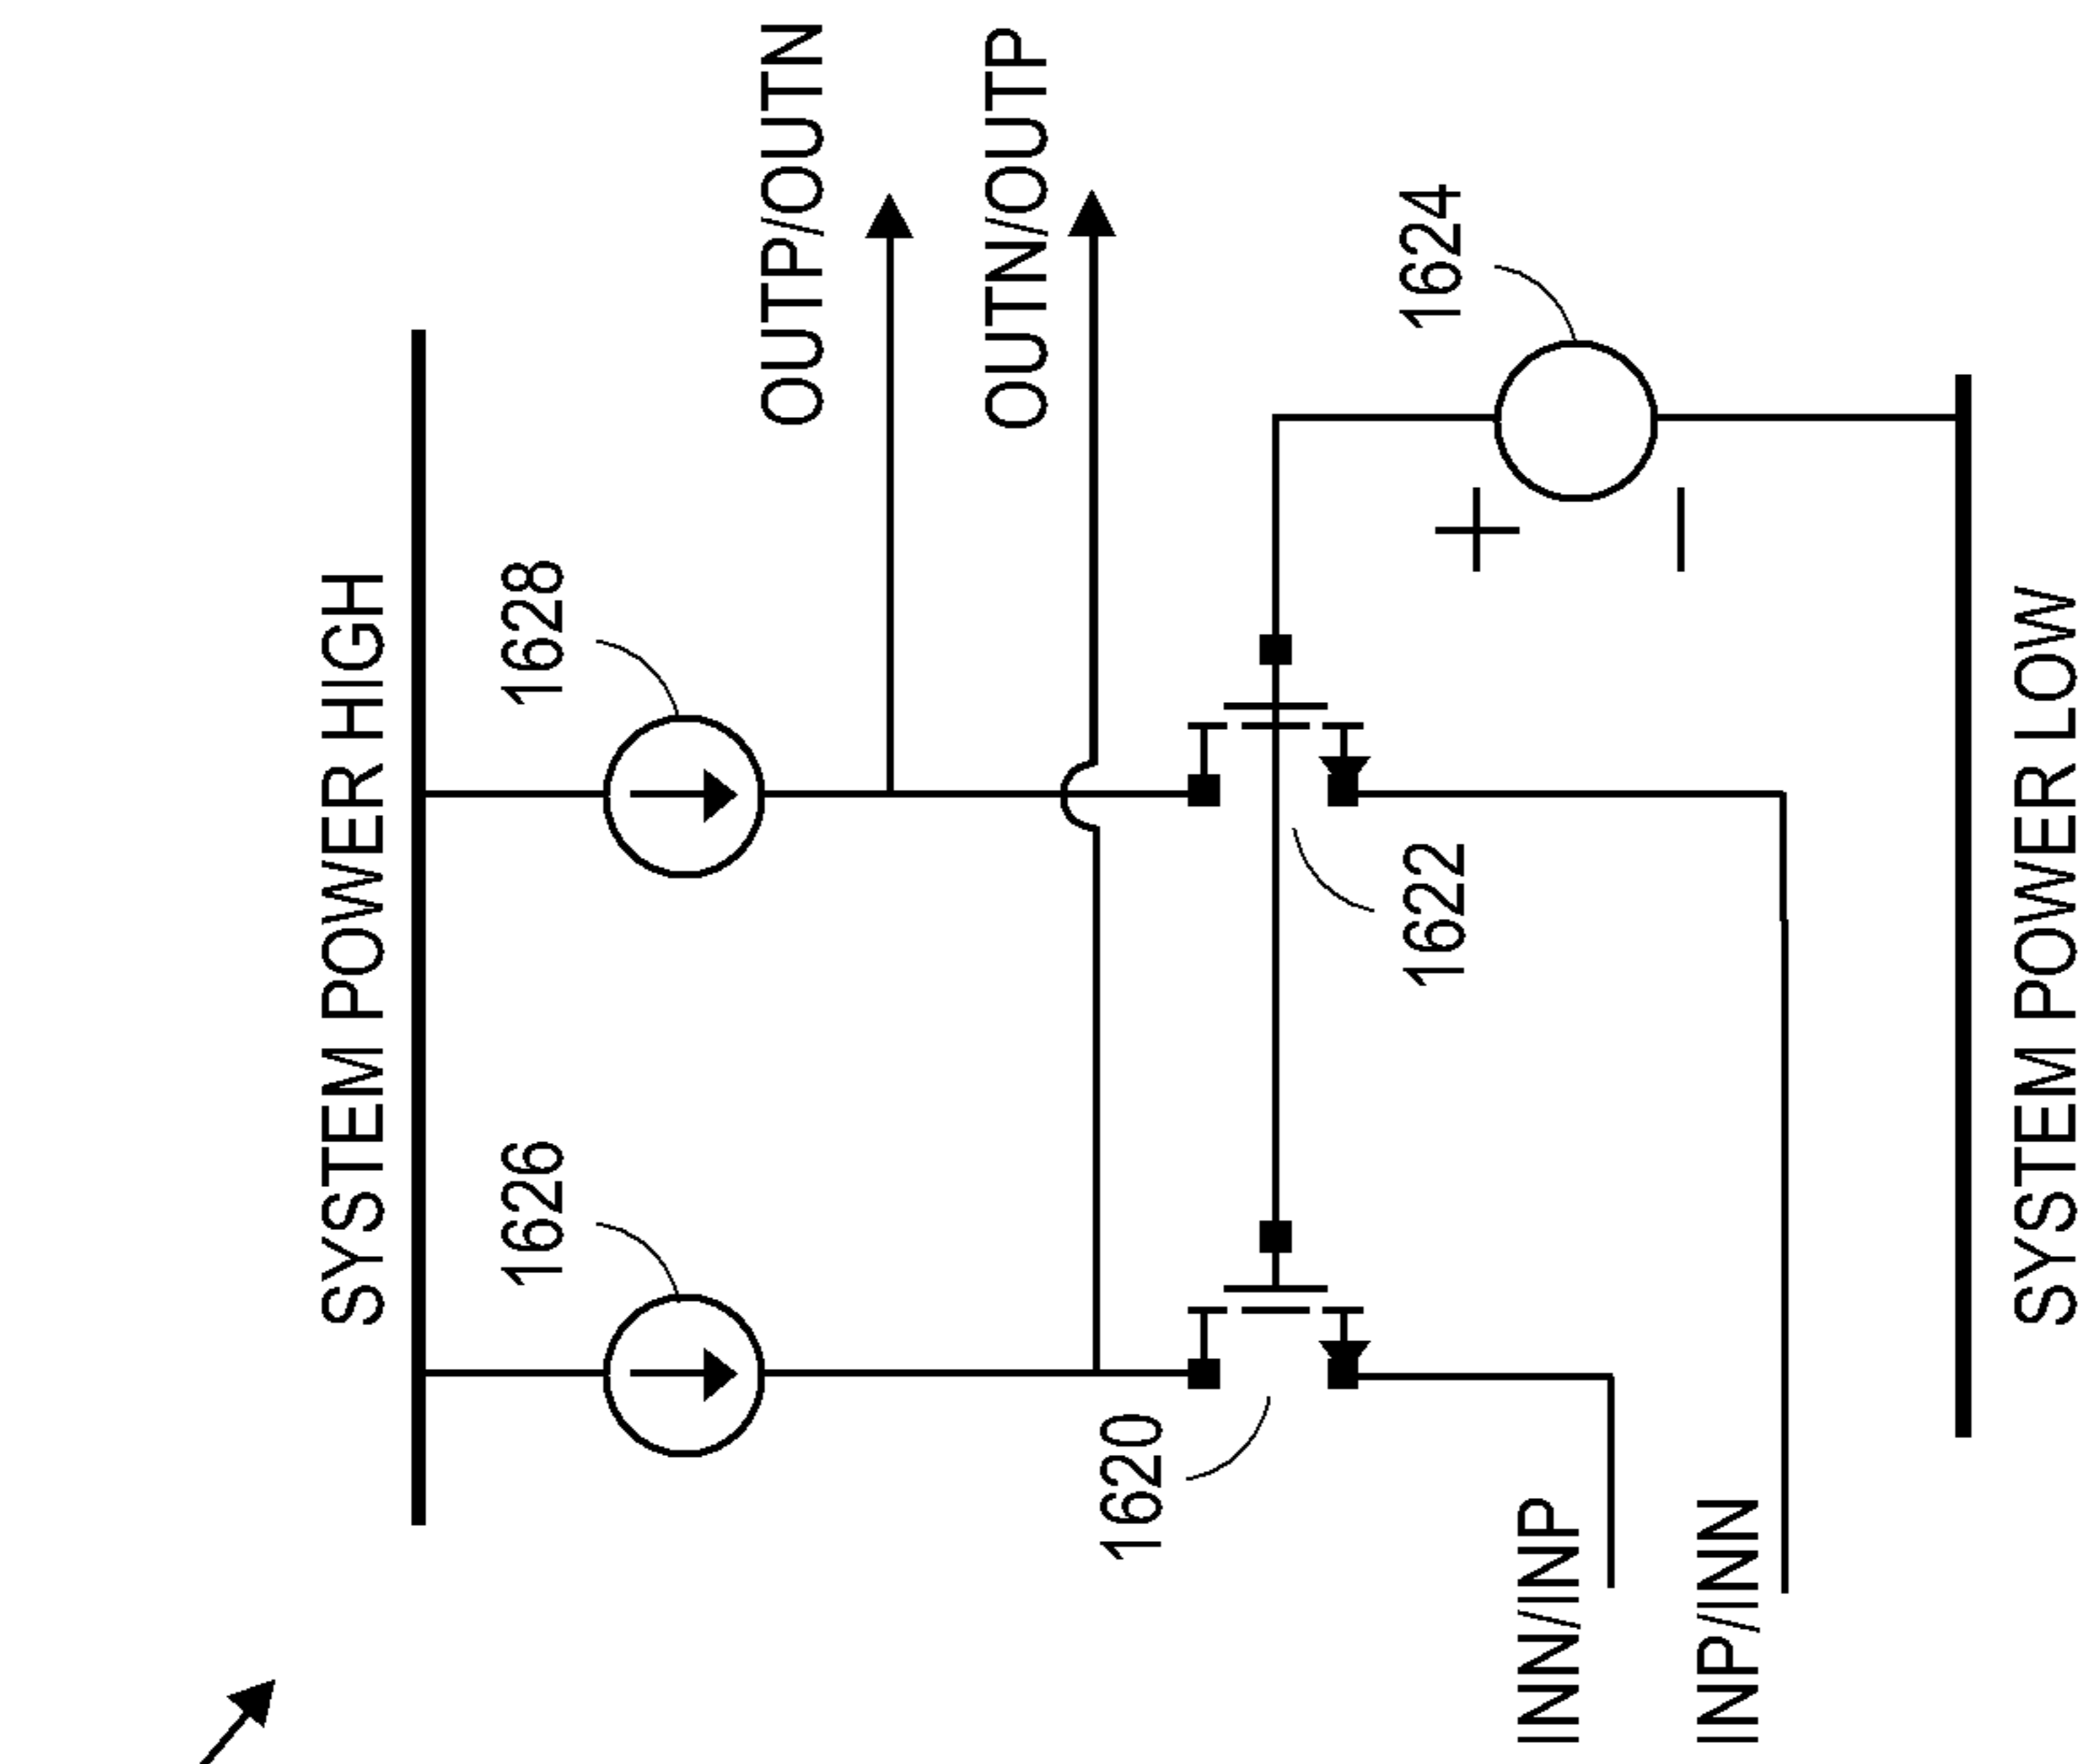 SYSTEM POWER HIGH
1626
1628
OUTP/OUTN
OUTN/OUTP
1620
1622
1624
INN/INP
INP/INN
SYSTEM POWER LOW